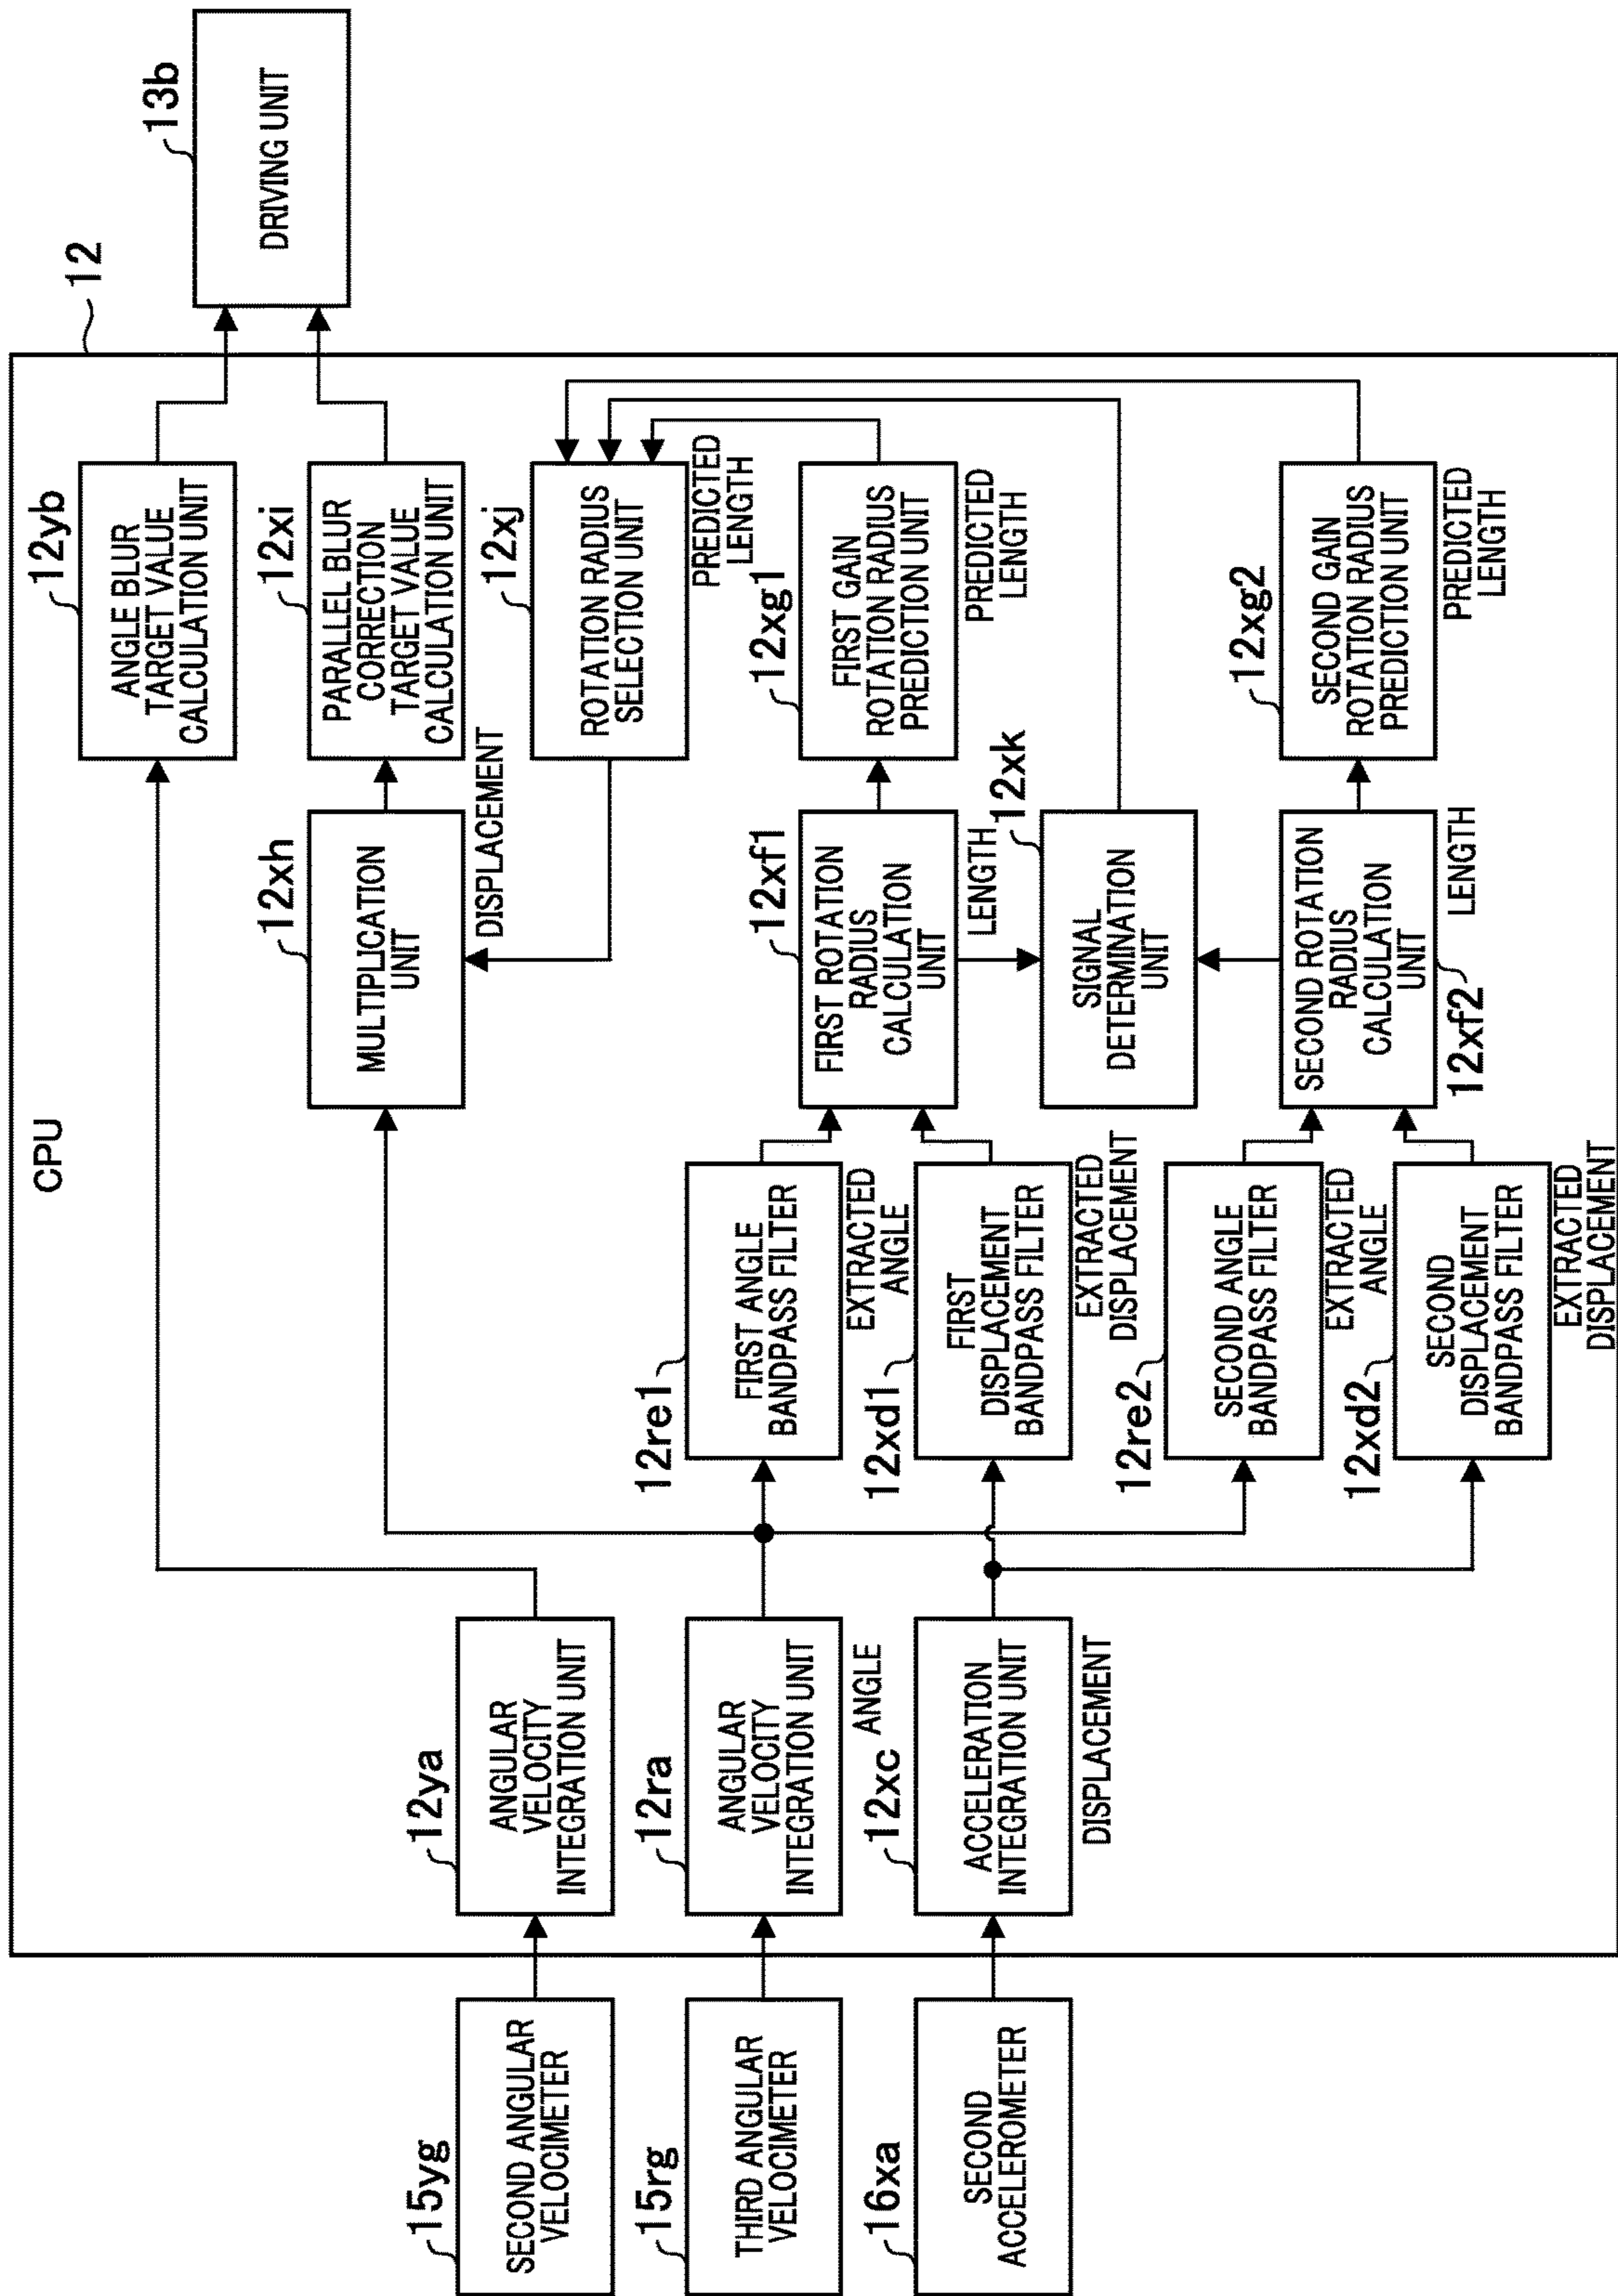 CPU
12
15yg
SECOND ANGULAR
VELOCIMETER
12ya
ANGULAR
VELOCITY
INTEGRATION UNIT
12yb
ANGLE BLUR
TARGET VALUE
CALCULATION UNIT
13b
DRIVING UNIT
12xh
MULTIPLICATION
UNIT
DISPLACEMENT
12xi
PARALLEL BLUR
CORRECTION
TARGET VALUE
CALCULATION UNIT
12xj
ROTATION RADIUS
SELECTION UNIT
PREDICTED
LENGTH
15rg
THIRD ANGULAR
VELOCIMETER
12ra
ANGULAR
VELOCITY
INTEGRATION UNIT
ANGLE
12re1
FIRST ANGLE
BANDPASS FILTER
EXTRACTED
ANGLE
12xf1
FIRST ROTATION
RADIUS
CALCULATION
UNIT
LENGTH
12xg1
FIRST GAIN
ROTATION RADIUS
PREDICTION UNIT
PREDICTED
LENGTH
16xa
SECOND
ACCELEROMETER
12xc
ACCELERATION
INTEGRATION UNIT
DISPLACEMENT
12xd1
FIRST
DISPLACEMENT
BANDPASS FILTER
EXTRACTED
DISPLACEMENT
12xk
SIGNAL
DETERMINATION
UNIT
12re2
SECOND ANGLE
BANDPASS FILTER
EXTRACTED
ANGLE
12xf2
SECOND ROTATION
RADIUS
CALCULATION
UNIT
LENGTH
12xg2
SECOND GAIN
ROTATION RADIUS
PREDICTION UNIT
PREDICTED
LENGTH
12xd2
SECOND
DISPLACEMENT
BANDPASS FILTER
EXTRACTED
DISPLACEMENT